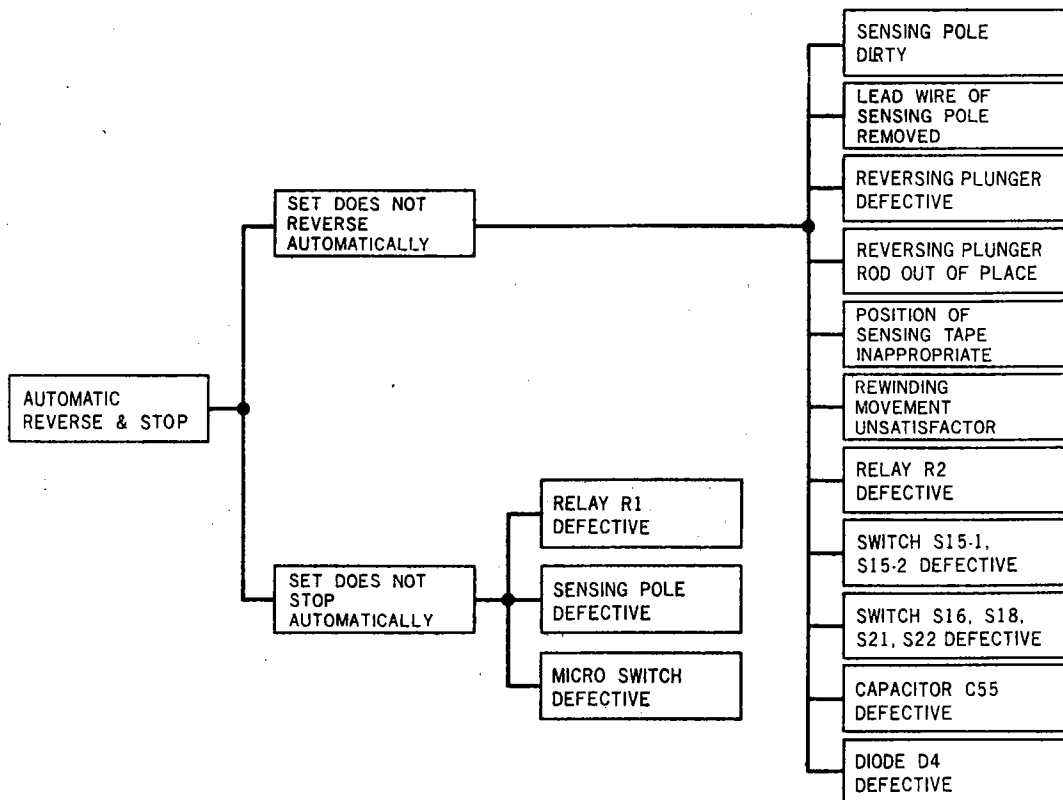 AUTOMATIC
REVERSE & STOP
SET DOES NOT
REVERSE
AUTOMATICALLY
SENSING POLE
DIRTY
LEAD WIRE OF
SENSING POLE
REMOVED
REVERSING PLUNGER
DEFECTIVE
REVERSING PLUNGER
ROD OUT OF PLACE
POSITION OF
SENSING TAPE
INAPPROPRIATE
REWINDING
MOVEMENT
UNSATISFACTOR
RELAY R2
DEFECTIVE
SWITCH S15-1,
S15-2 DEFECTIVE
SWITCH S16, S18,
S21, S22 DEFECTIVE
CAPACITOR C55
DEFECTIVE
DIODE D4
DEFECTIVE
SET DOES NOT
STOP
AUTOMATICALLY
RELAY R1
DEFECTIVE
SENSING POLE
DEFECTIVE
MICRO SWITCH
DEFECTIVE